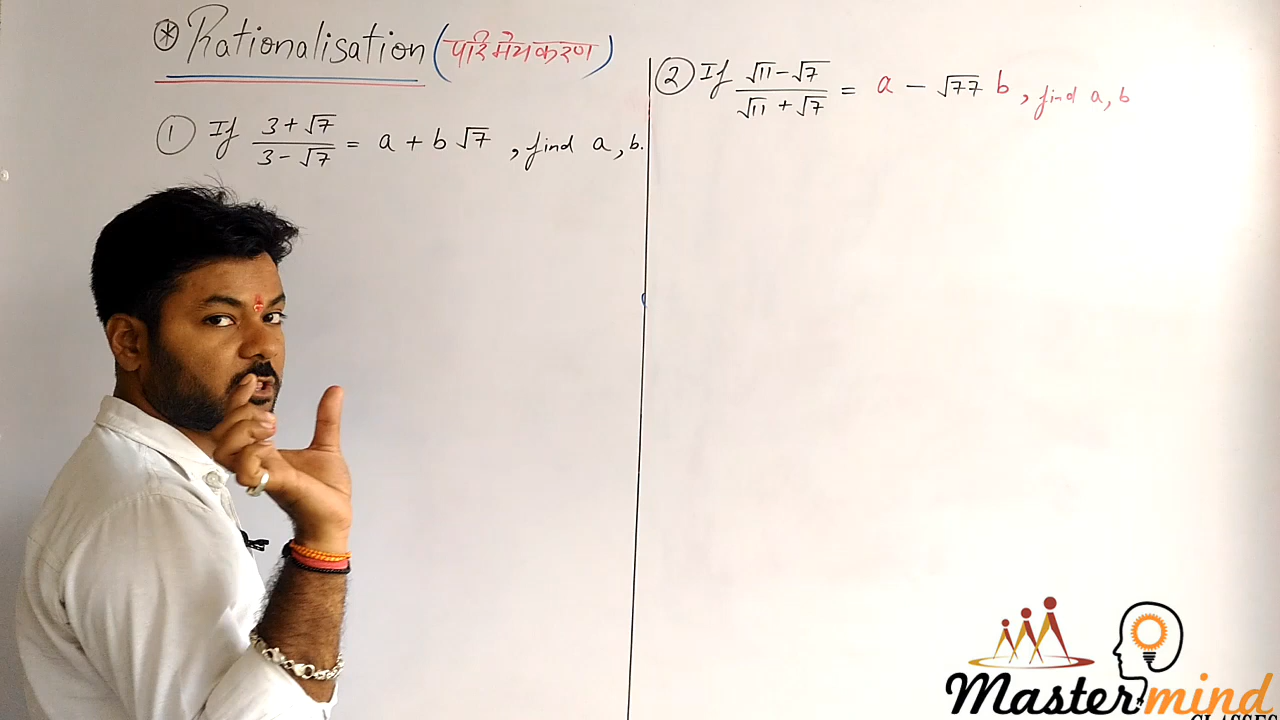 * Rationalisation (परिमेयकरण)
① If (3+√7)/(3-√7) = a + b√7, find a, b.
② If (√11-√7)/(√11+√7) = a - √77 b, find a, b
Mastermind
CLASSES